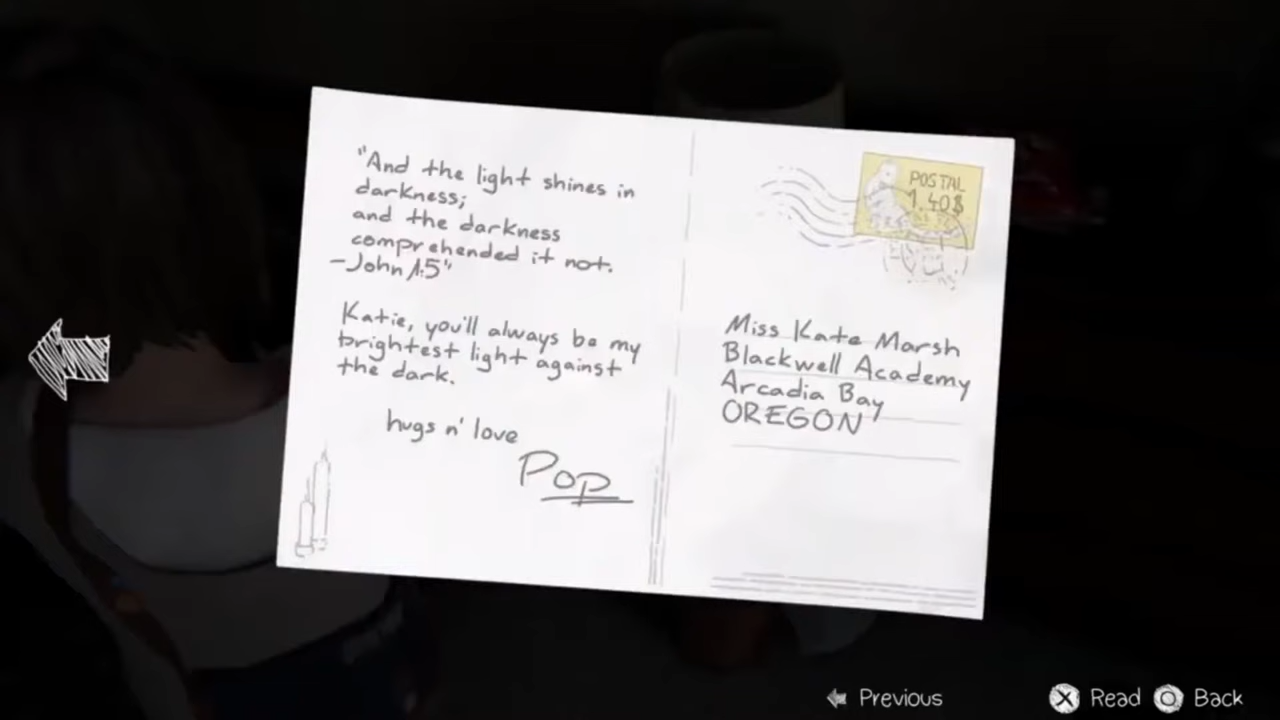 "And the light shines in
darkness;
and the darkness
comprehended it not.
-John 1:5"
Katie, you'll always be my
brightest light against
the dark.
hugs n' love
Pop
POSTAL
1.40$
Miss Kate Marsh
Blackwell Academy
Arcadia Bay
OREGON
Previous
Read
Back